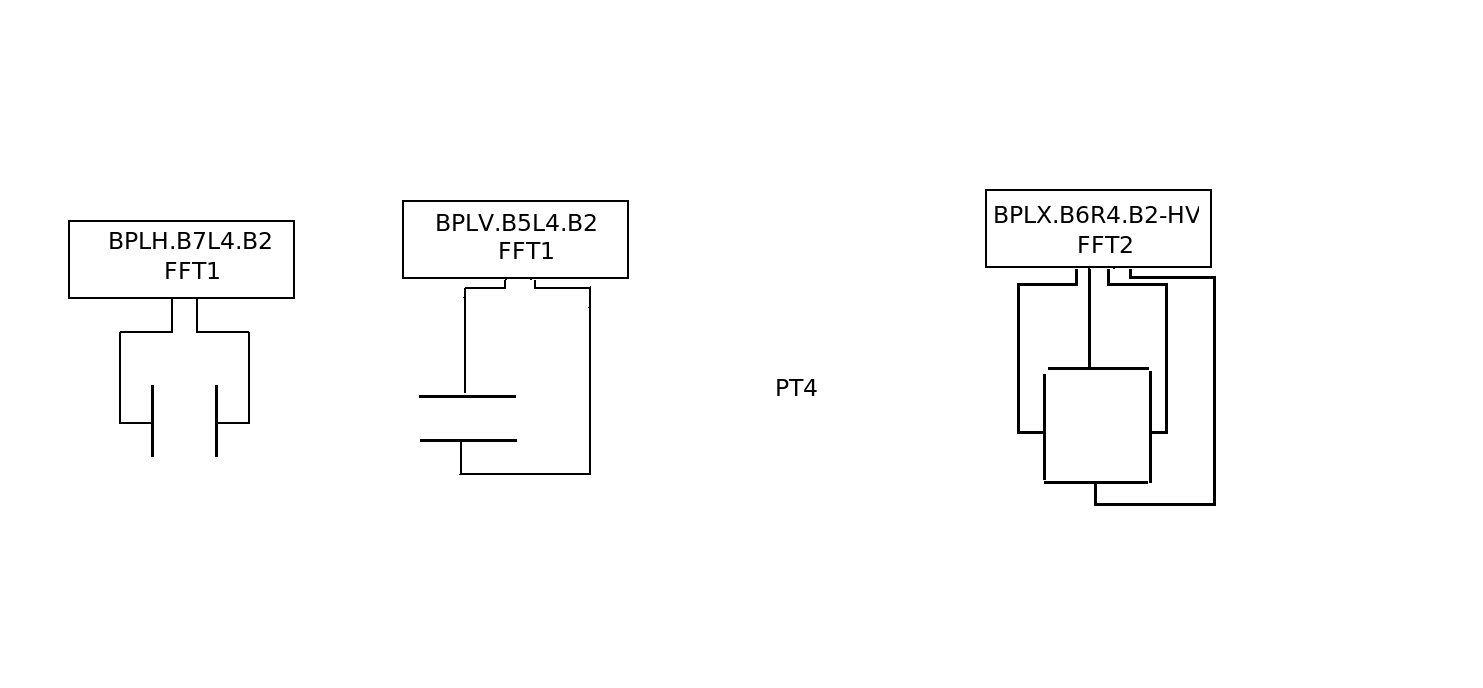 BPLH.B7L4.B2
FFT1
BPLV.B5L4.B2
FFT1
PT4
BPLX.B6R4.B2-HV
FFT2